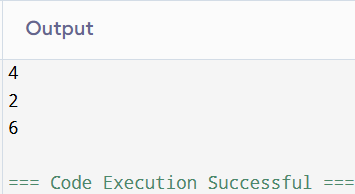 Output
4
2
6
=== Code Execution Successful ===